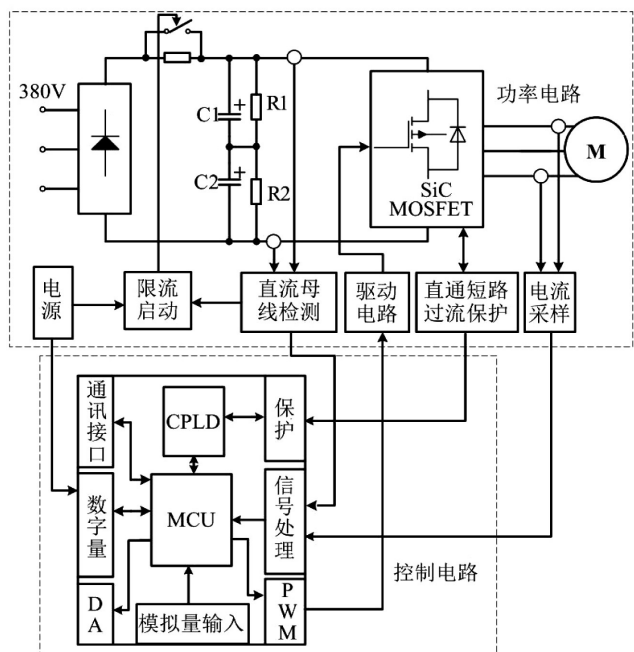 380V
C1
R1
C2
R2
功率电路
M
SiC
MOSFET
电
源
限流
启动
直流母
线检测
驱动
电路
直通短路
过流保护
电流
采样
通
讯
接
口
CPLD
保
护
数
字
量
MCU
信
号
处
理
控制电路
D
A
模拟量输入
P
W
M